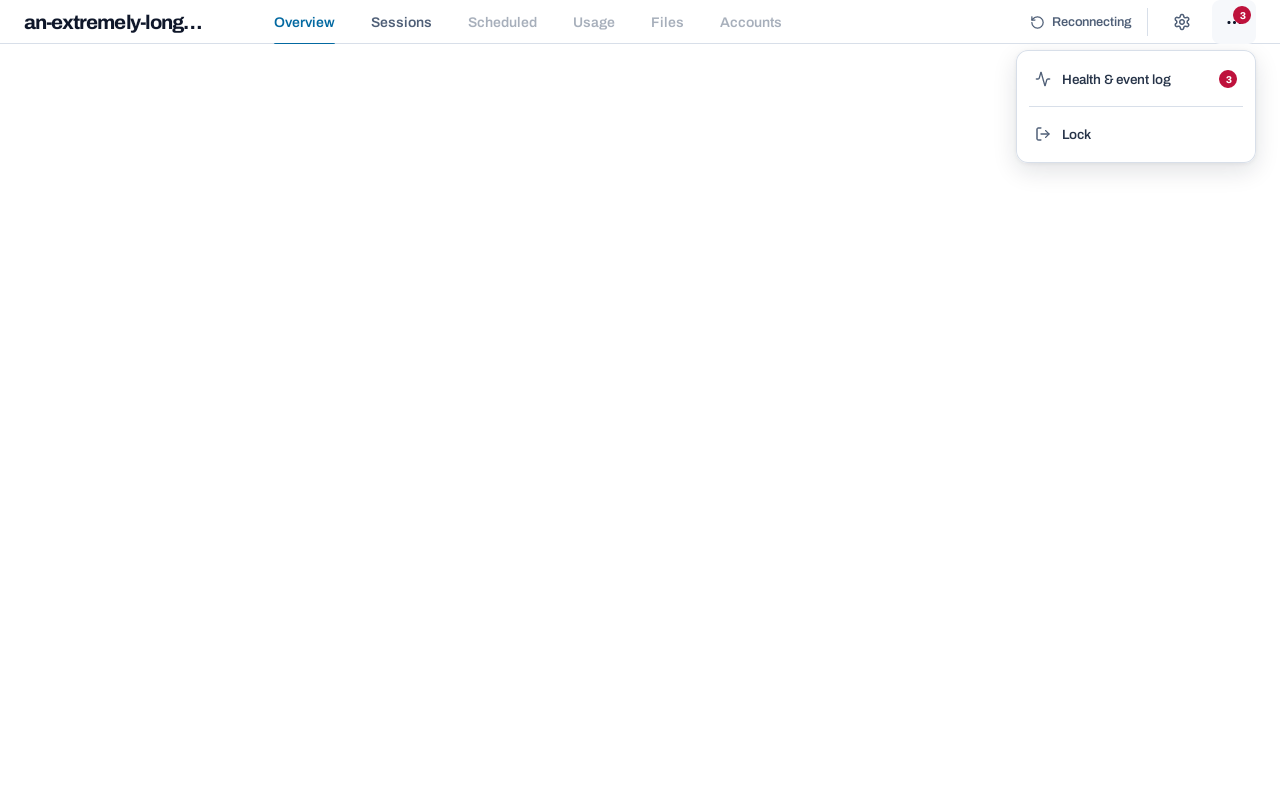 an-extremely-long… Overview Sessions Scheduled Usage Files Accounts Reconnecting 3
Health & event log 3
Lock